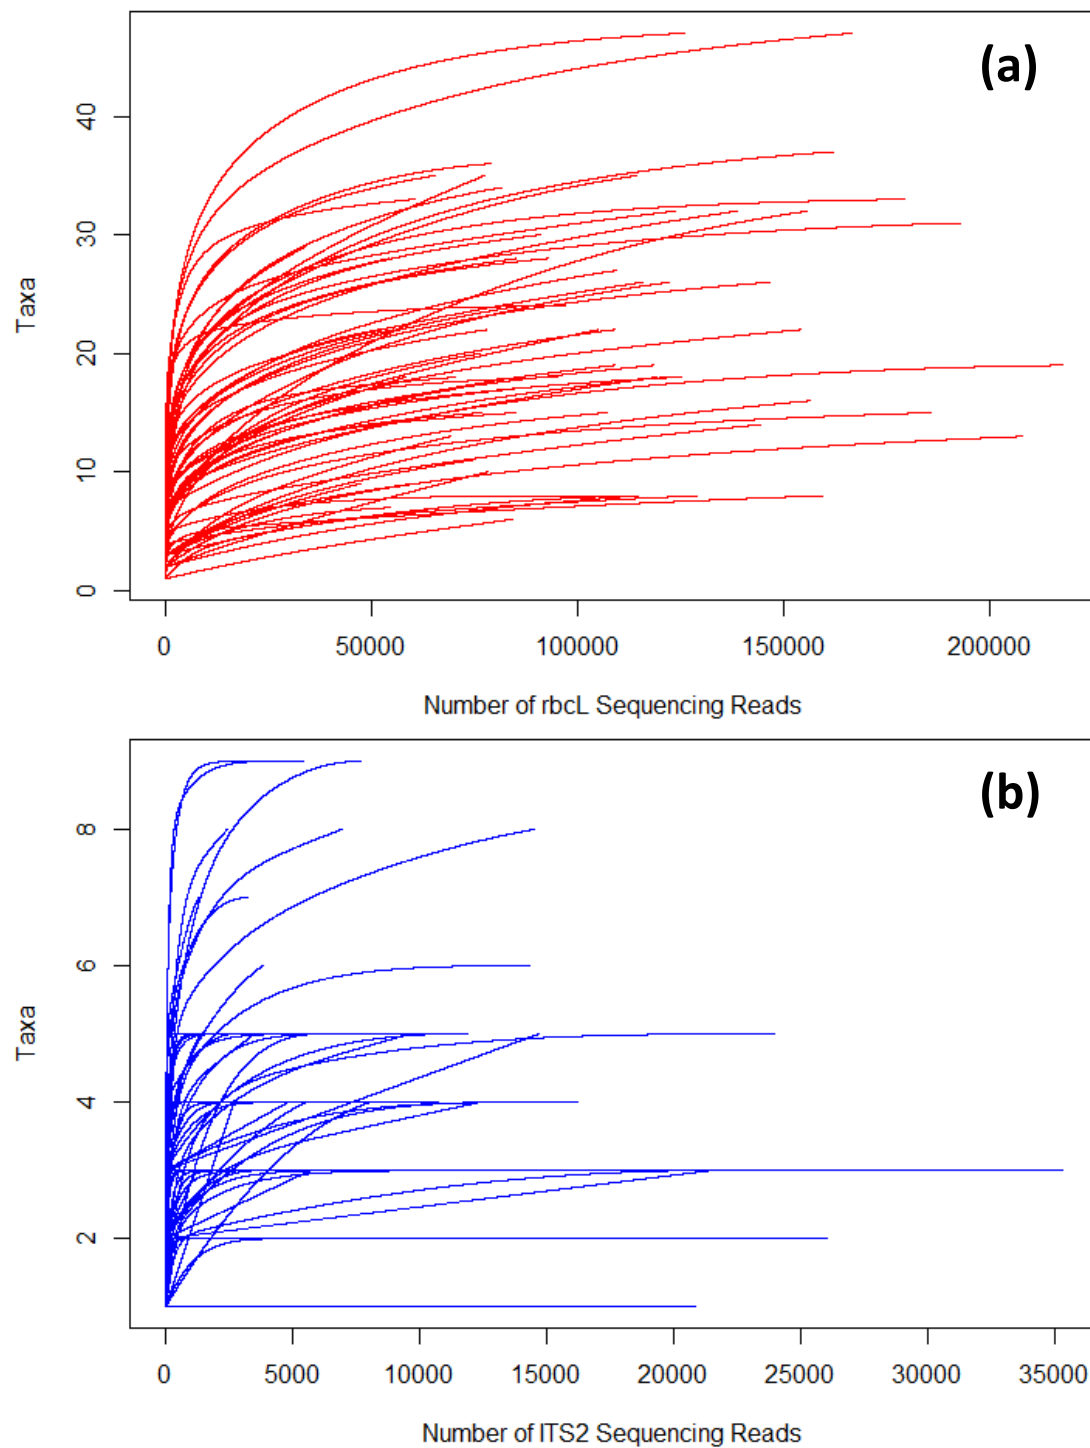 (a)
Taxa
40
30
20
10
0
0 50000 100000 150000 200000
Number of rbcL Sequencing Reads
(b)
Taxa
8
6
4
2
0 5000 10000 15000 20000 25000 30000 35000
Number of ITS2 Sequencing Reads